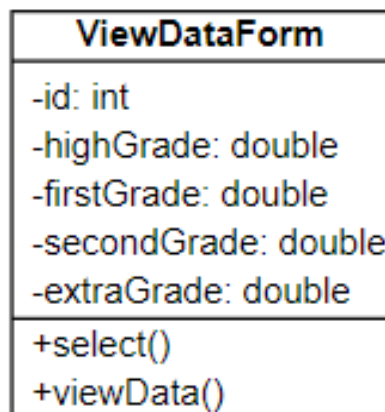 ViewDataForm
-id: int
-highGrade: double
-firstGrade: double
-secondGrade: double
-extraGrade: double
+select()
+viewData()